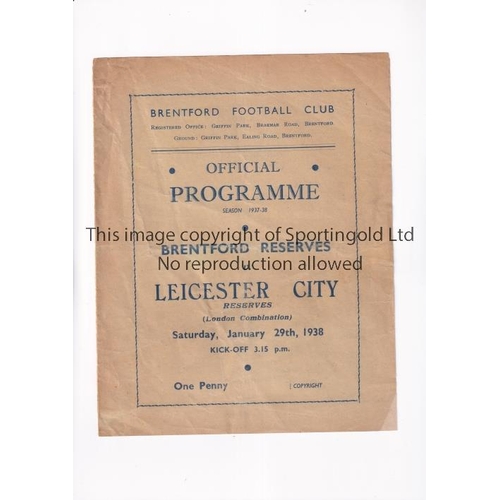 BRENTFORD FOOTBALL CLUB
REGISTERED OFFICE: GRIFFIN PARK, BRAEMAR ROAD, BRENTFORD
GROUND: GRIFFIN PARK, EALING ROAD, BRENTFORD.
OFFICIAL
PROGRAMME
SEASON 1937-38
This image copyright of Sportingold Ltd
BRENTFORD RESERVES
No reproduction allowed
LEICESTER CITY
RESERVES
(London Combination)
Saturday, January 29th, 1938
KICK-OFF 3.15 p.m.
One Penny
COPYRIGHT